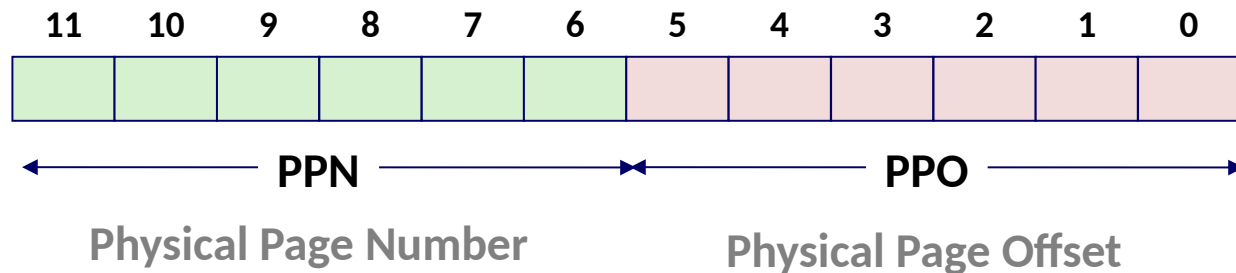 11 10 9 8 7 6 5 4 3 2 1 0
PPN PPO
Physical Page Number Physical Page Offset